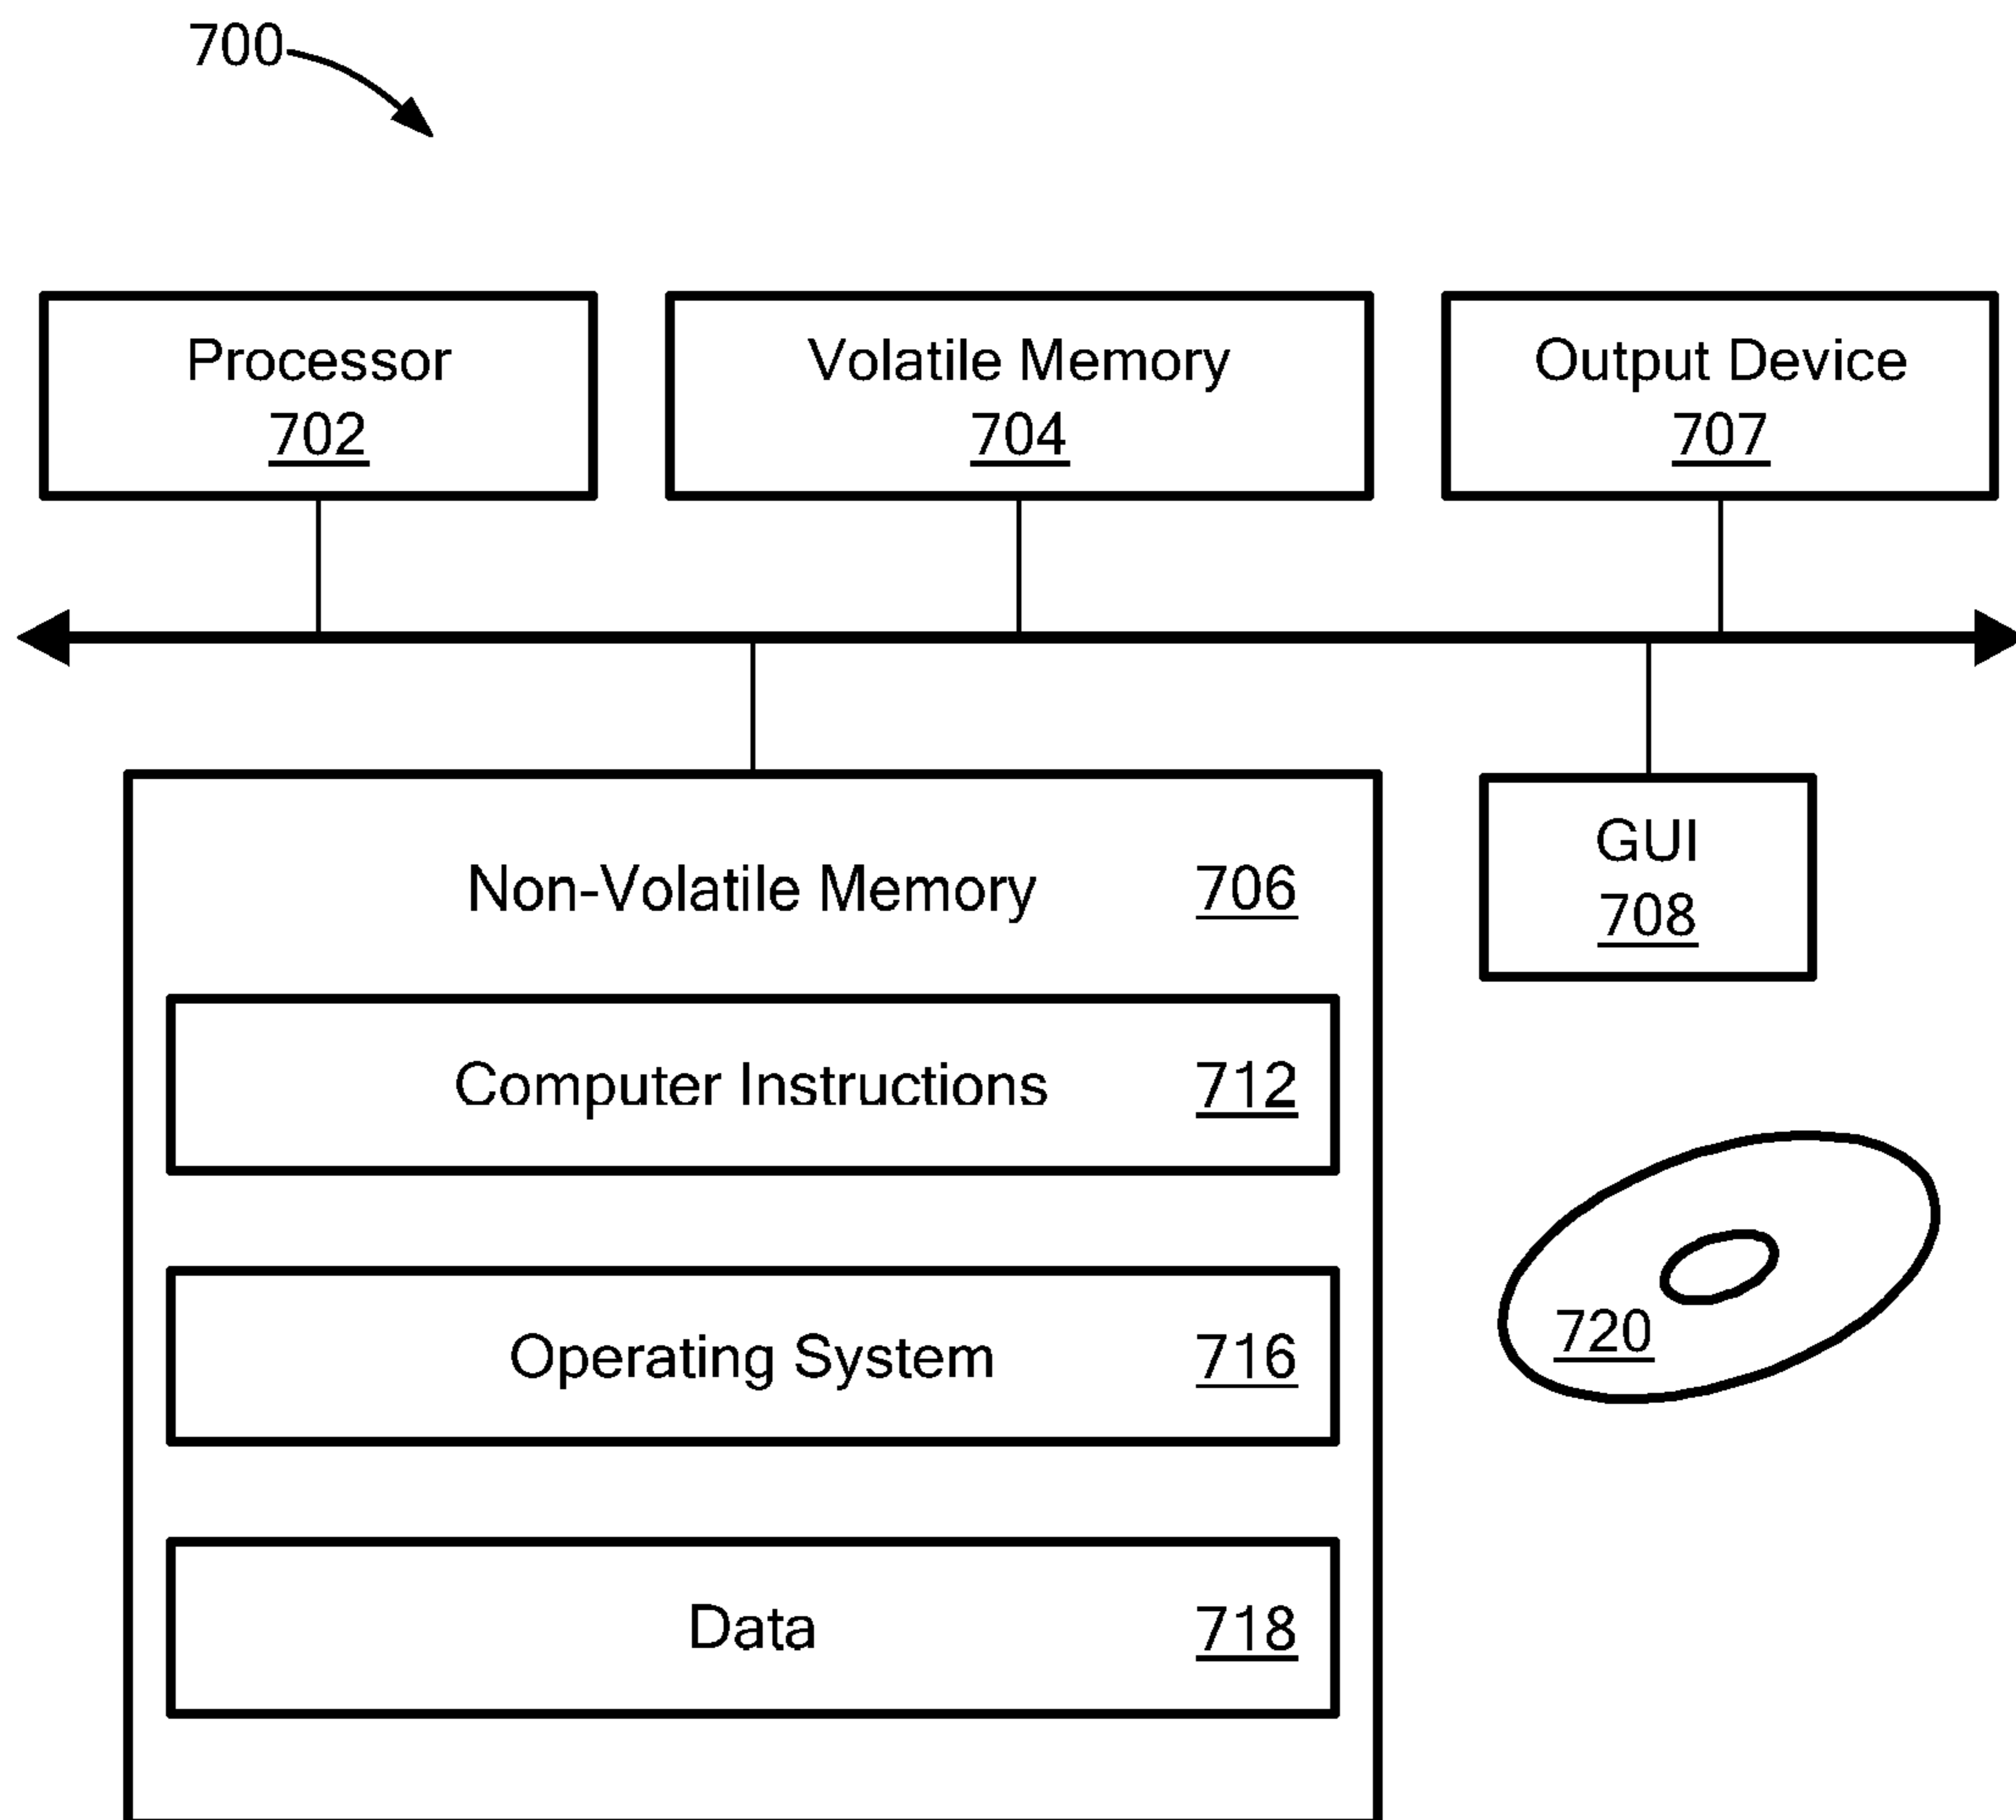 700
Processor
702
Volatile Memory
704
Output Device
707
Non-Volatile Memory 706
GUI
708
Computer Instructions 712
Operating System 716
720
Data 718